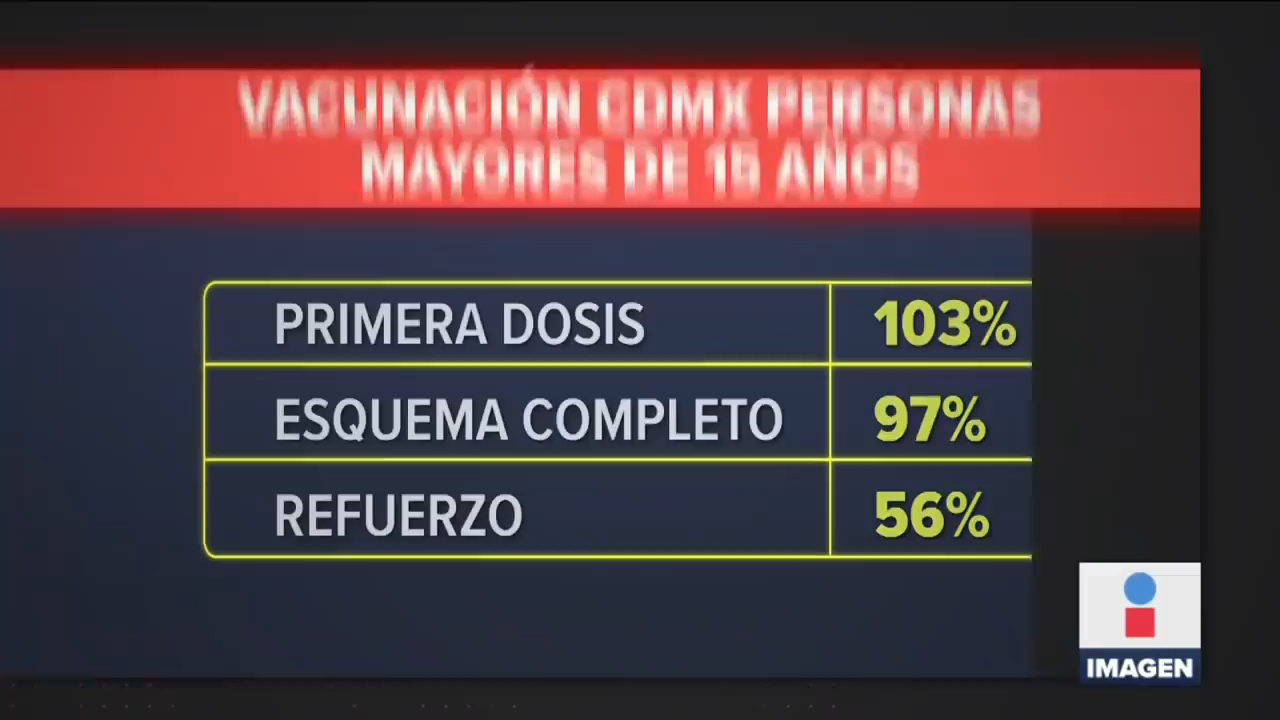 VACUNACIÓN CDMX PERSONAS
MAYORES DE 15 AÑOS
PRIMERA DOSIS 103%
ESQUEMA COMPLETO 97%
REFUERZO 56%
IMAGEN